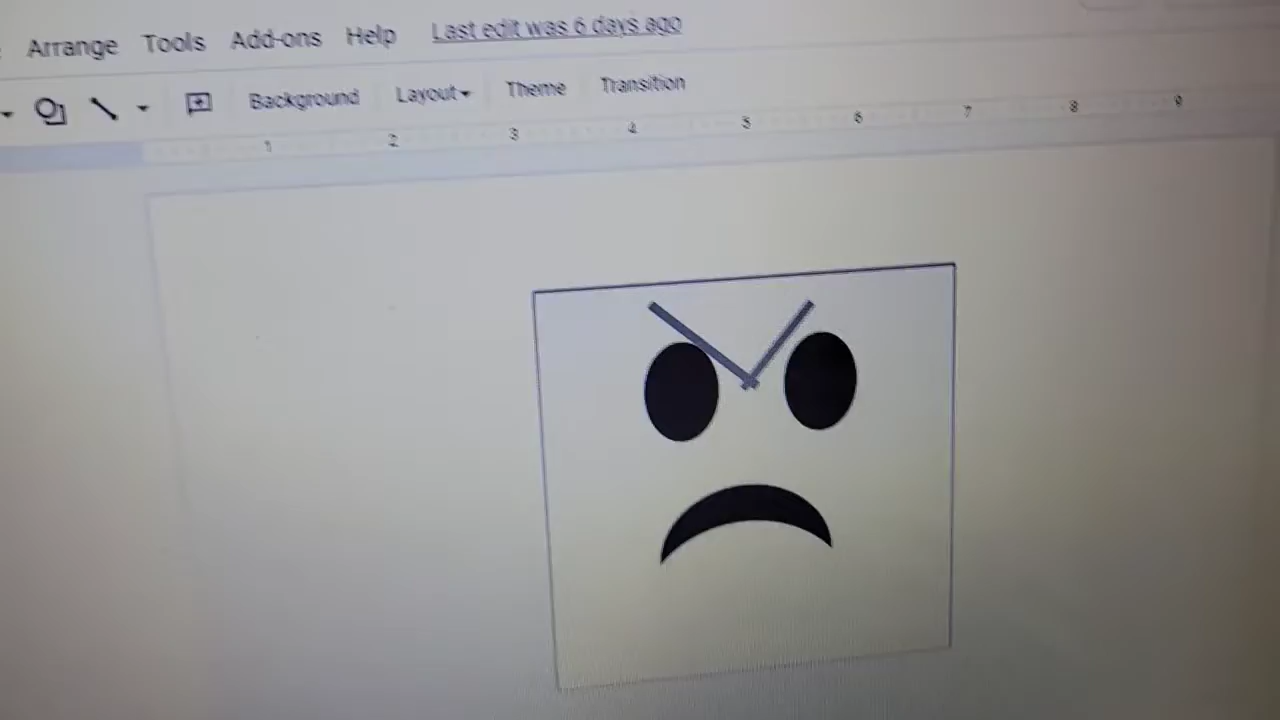 Arrange Tools Add-ons Help Last edit was 6 days ago
Background Layout Theme Transition
1 2 3 4 5 6 7 8 9